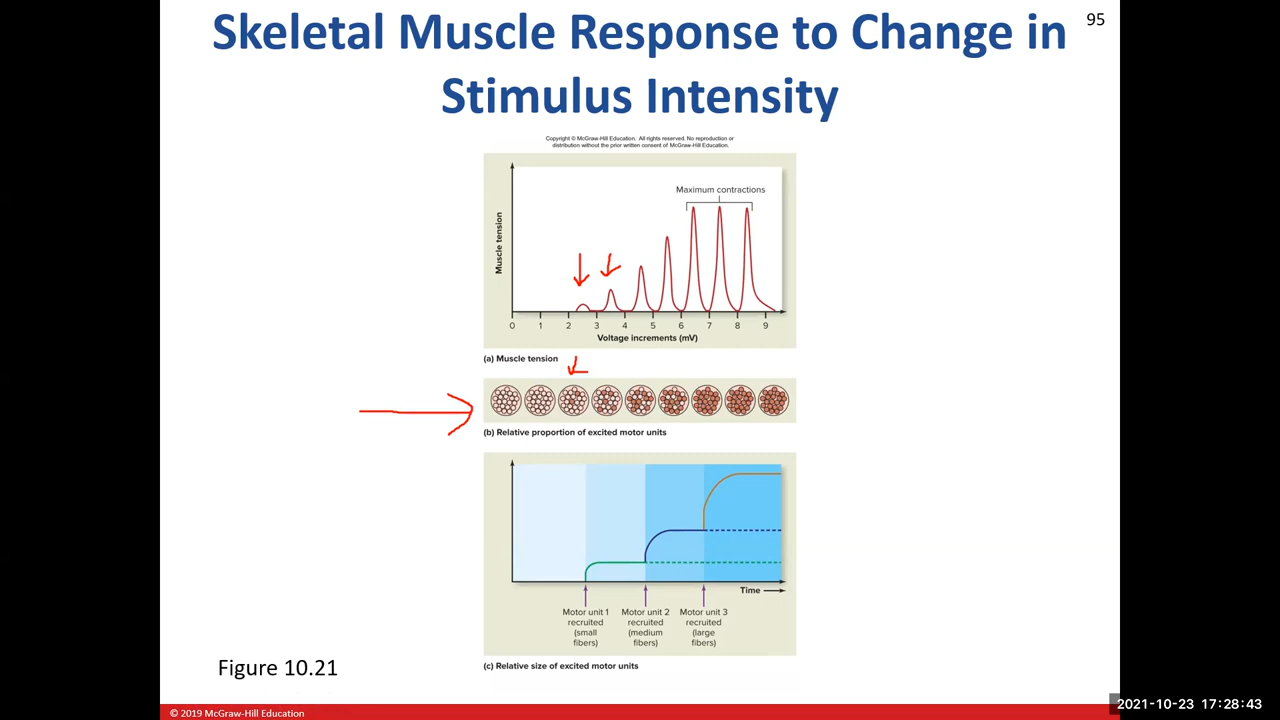 Skeletal Muscle Response to Change in
95
Stimulus Intensity
Copyright © McGraw-Hill Education. All rights reserved. No reproduction or
distribution without the prior written consent of McGraw-Hill Education.
Maximum contractions
Muscle tension
0 1 2 3 4 5 6 7 8 9
Voltage increments (mV)
(a) Muscle tension
(b) Relative proportion of excited motor units
Time
Motor unit 1
recruited
(small
fibers)
Motor unit 2
recruited
(medium
fibers)
Motor unit 3
recruited
(large
fibers)
(c) Relative size of excited motor units
Figure 10.21
© 2019 McGraw-Hill Education
2021-10-23 17:28:43